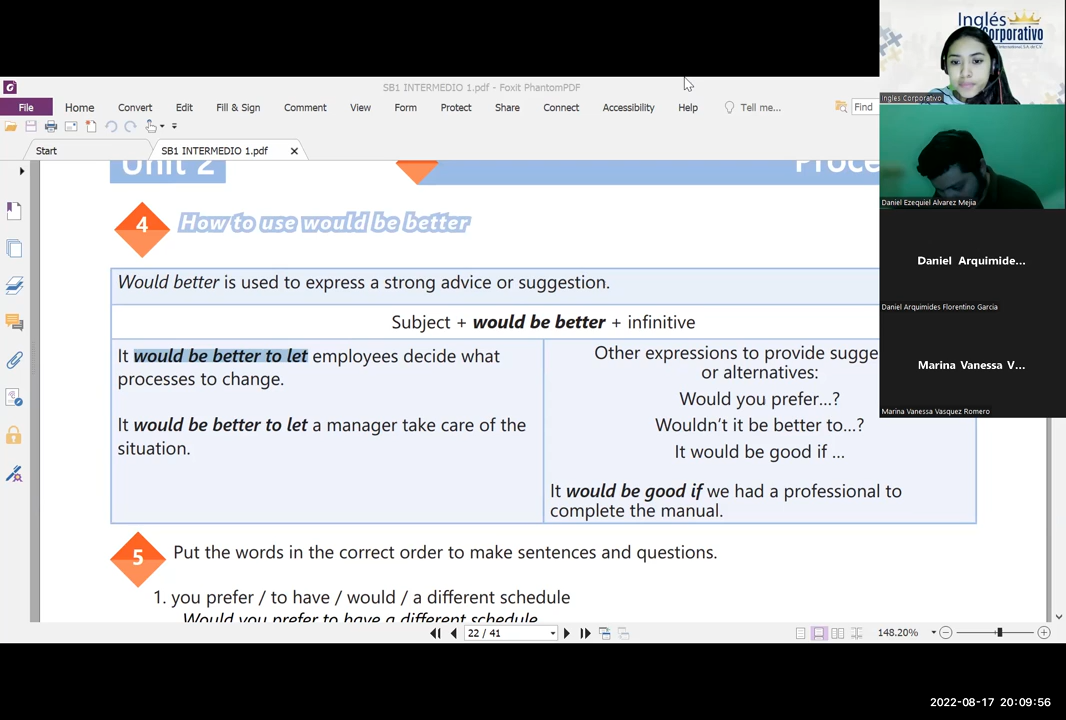 Inglés
Corporativo
Inglés Corporativo
SB1 INTERMEDIO 1.pdf - Foxit PhantomPDF
File Home Convert Edit Fill & Sign Comment View Form Protect Share Connect Accessibility Help Tell me... Find
Start SB1 INTERMEDIO 1.pdf
Daniel Ezequiel Alvarez Mejia
Daniel Arquimide...
Daniel Arquimides Florentino Garcia
Marina Vanessa V...
Marina Vanessa Vasquez Romero
Unit 2
Proce
4 How to use would be better
Would better is used to express a strong advice or suggestion.
Subject + would be better + infinitive
It would be better to let employees decide what
processes to change.
It would be better to let a manager take care of the
situation.
Other expressions to provide sugge
or alternatives:
Would you prefer...?
Wouldn't it be better to...?
It would be good if ...
It would be good if we had a professional to
complete the manual.
5 Put the words in the correct order to make sentences and questions.
1. you prefer / to have / would / a different schedule
Would you prefer to have a different schedule
22 / 41
148.20%
2022-08-17 20:09:56